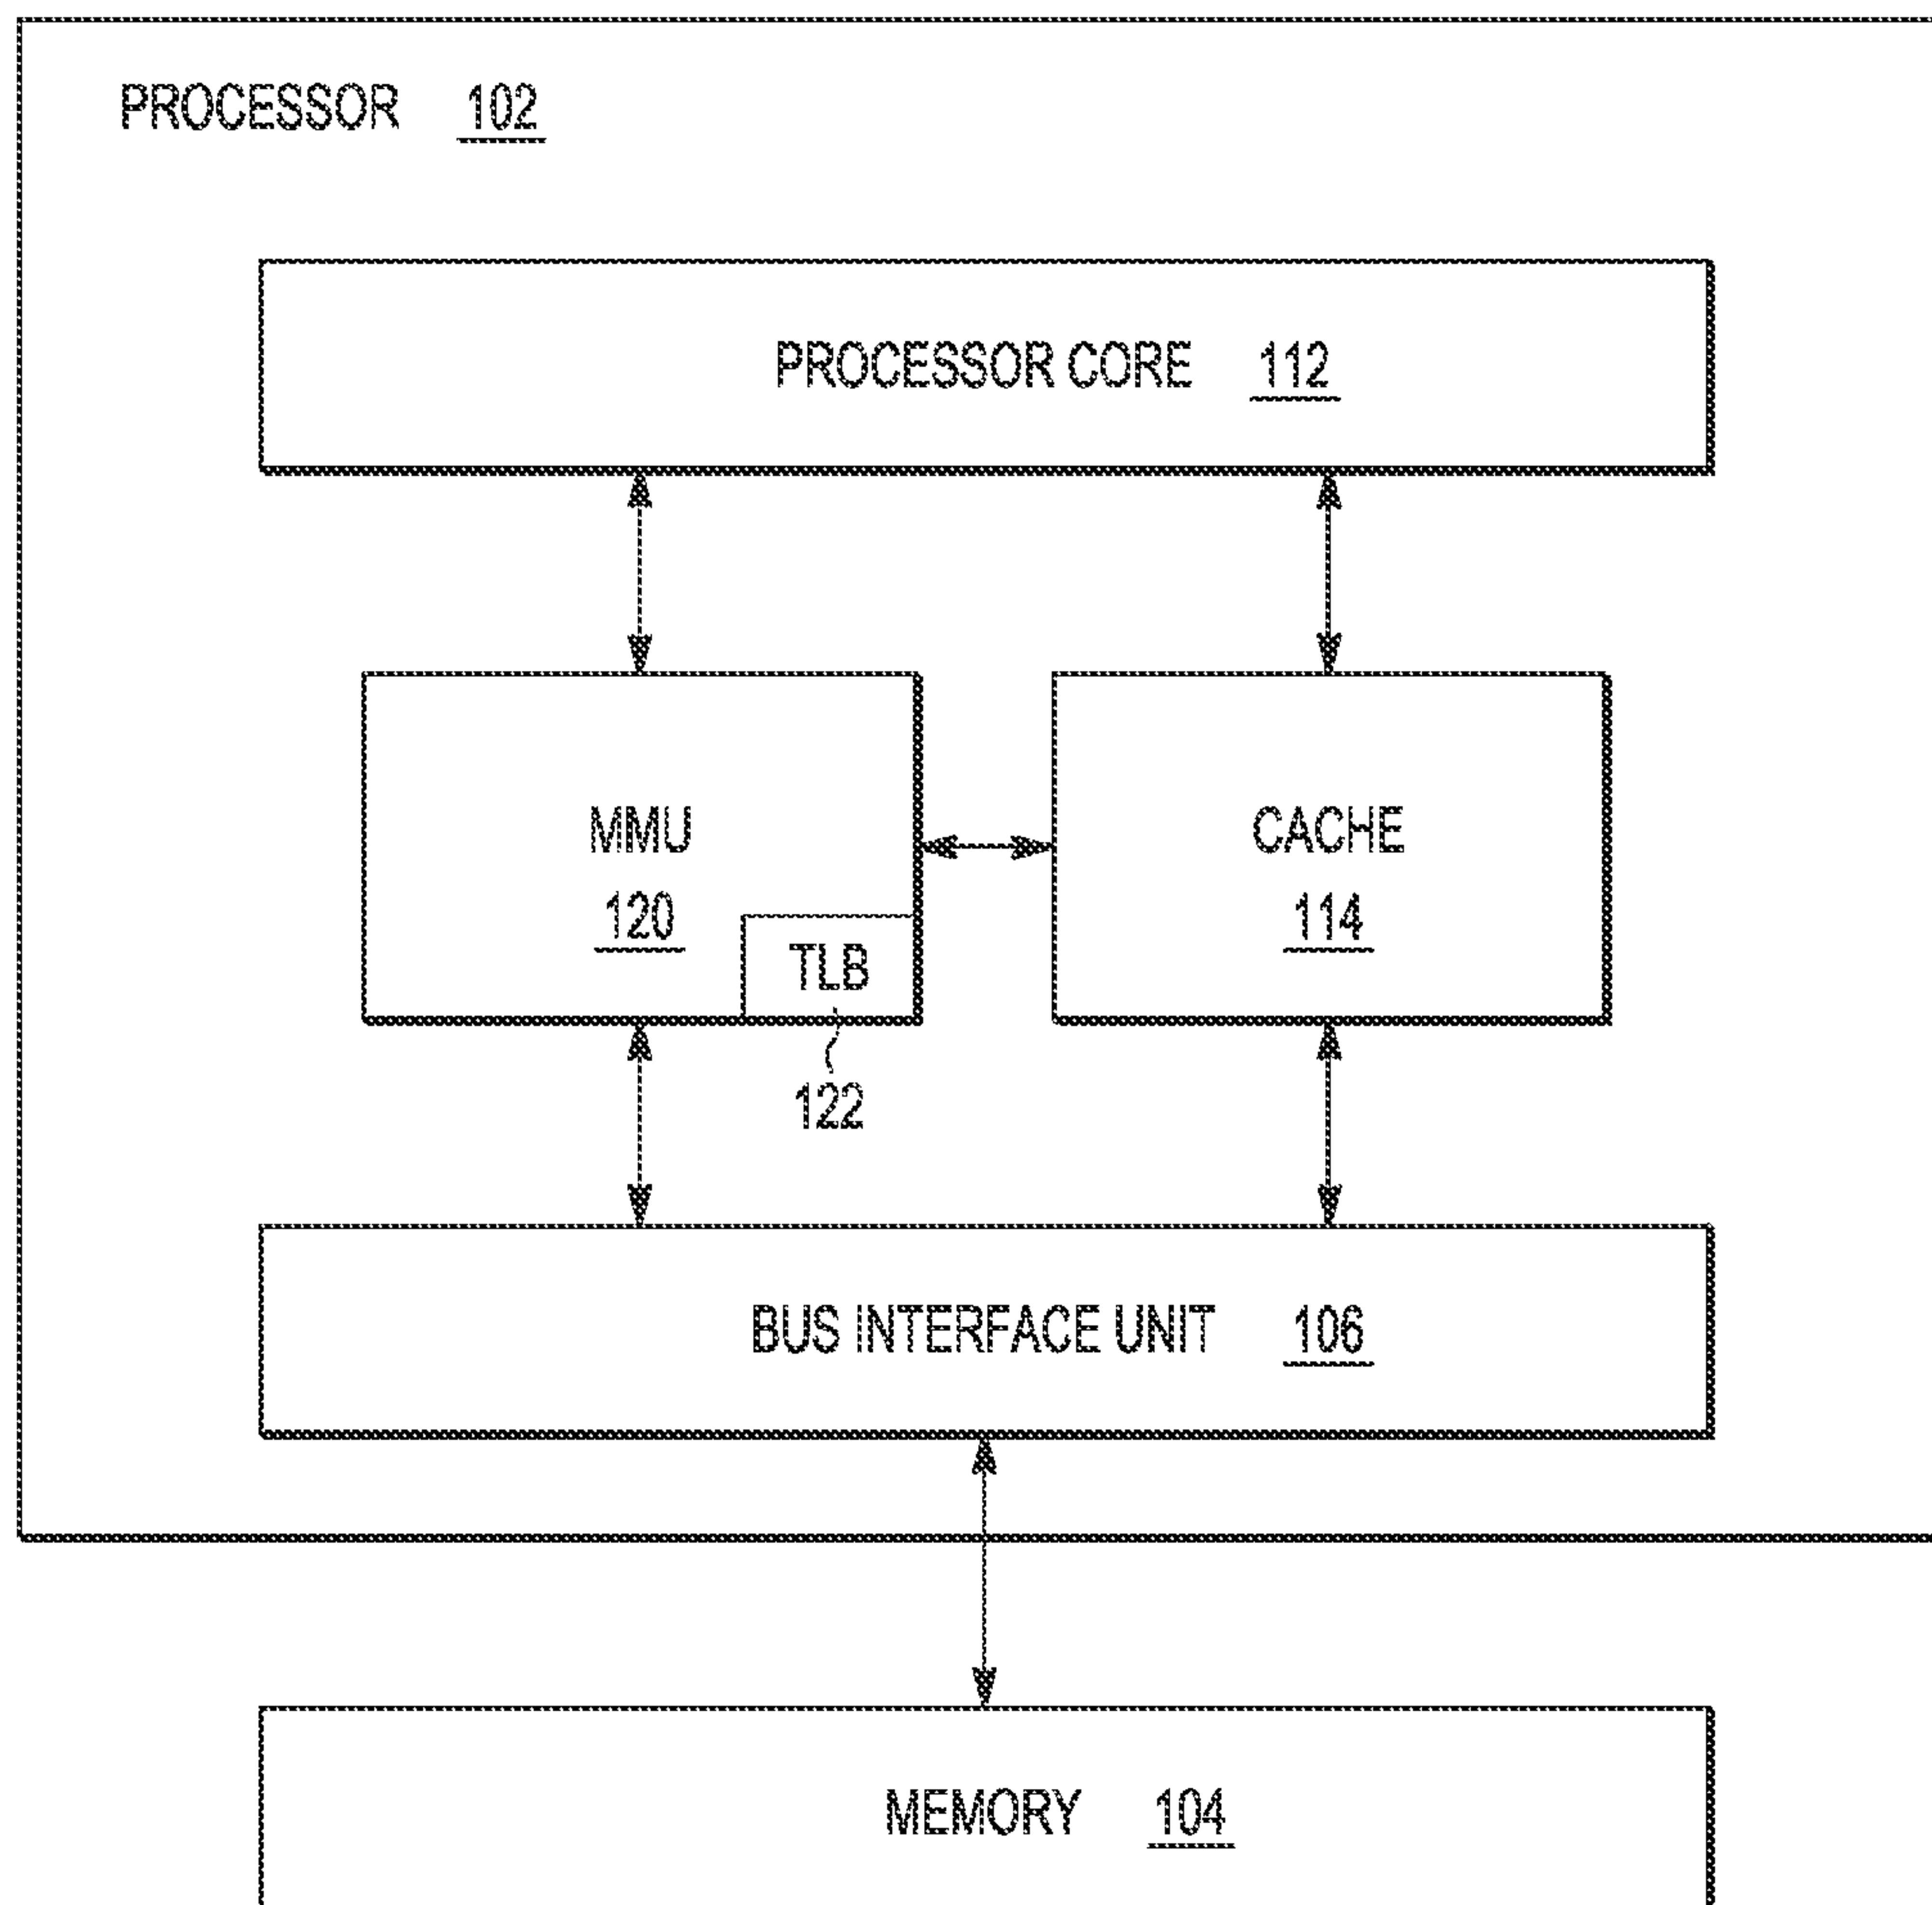 PROCESSOR 102
PROCESSOR CORE 112
MMU
120
TLB
122
CACHE
114
BUS INTERFACE UNIT 106
MEMORY 104